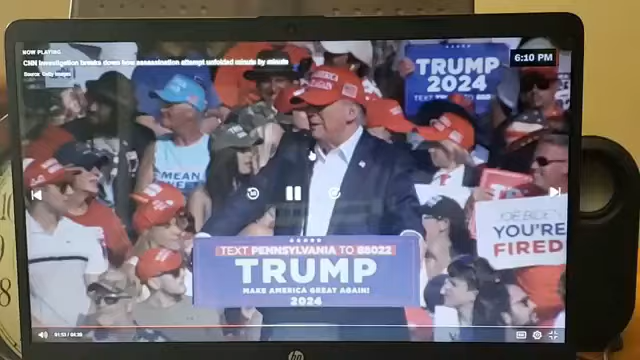 NOW PLAYING
CNN investigation breaks down how assassination attempt unfolded minute by minute
Source: Getty Images
6:10 PM
TRUMP
2024
TEXT
AMERICA
MEAN
JOE BIDEN
YOU'RE
FIRED
TEXT PENNSYLVANIA TO 88022
TRUMP
MAKE AMERICA GREAT AGAIN!
2024
hp